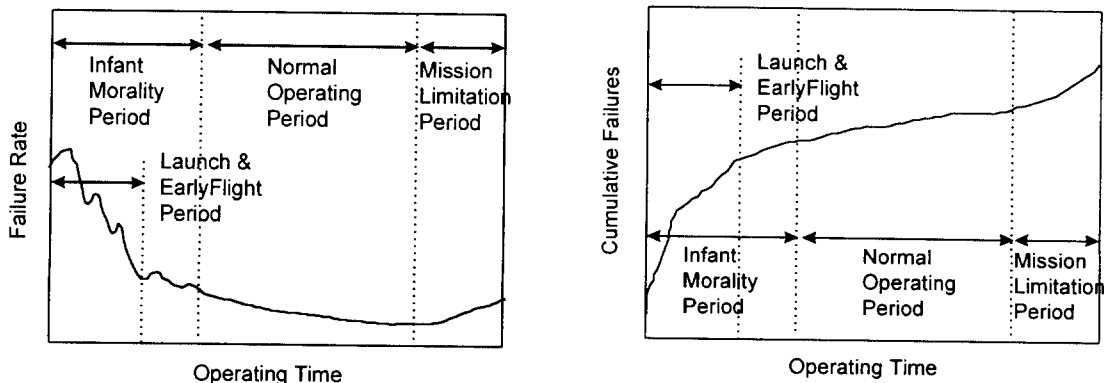 Failure Rate
Infant
Morality
Period
Normal
Operating
Period
Mission
Limitation
Period
Launch &
EarlyFlight
Period
Operating Time
Cumulative Failures
Launch &
EarlyFlight
Period
Infant
Morality
Period
Normal
Operating
Period
Mission
Limitation
Period
Operating Time